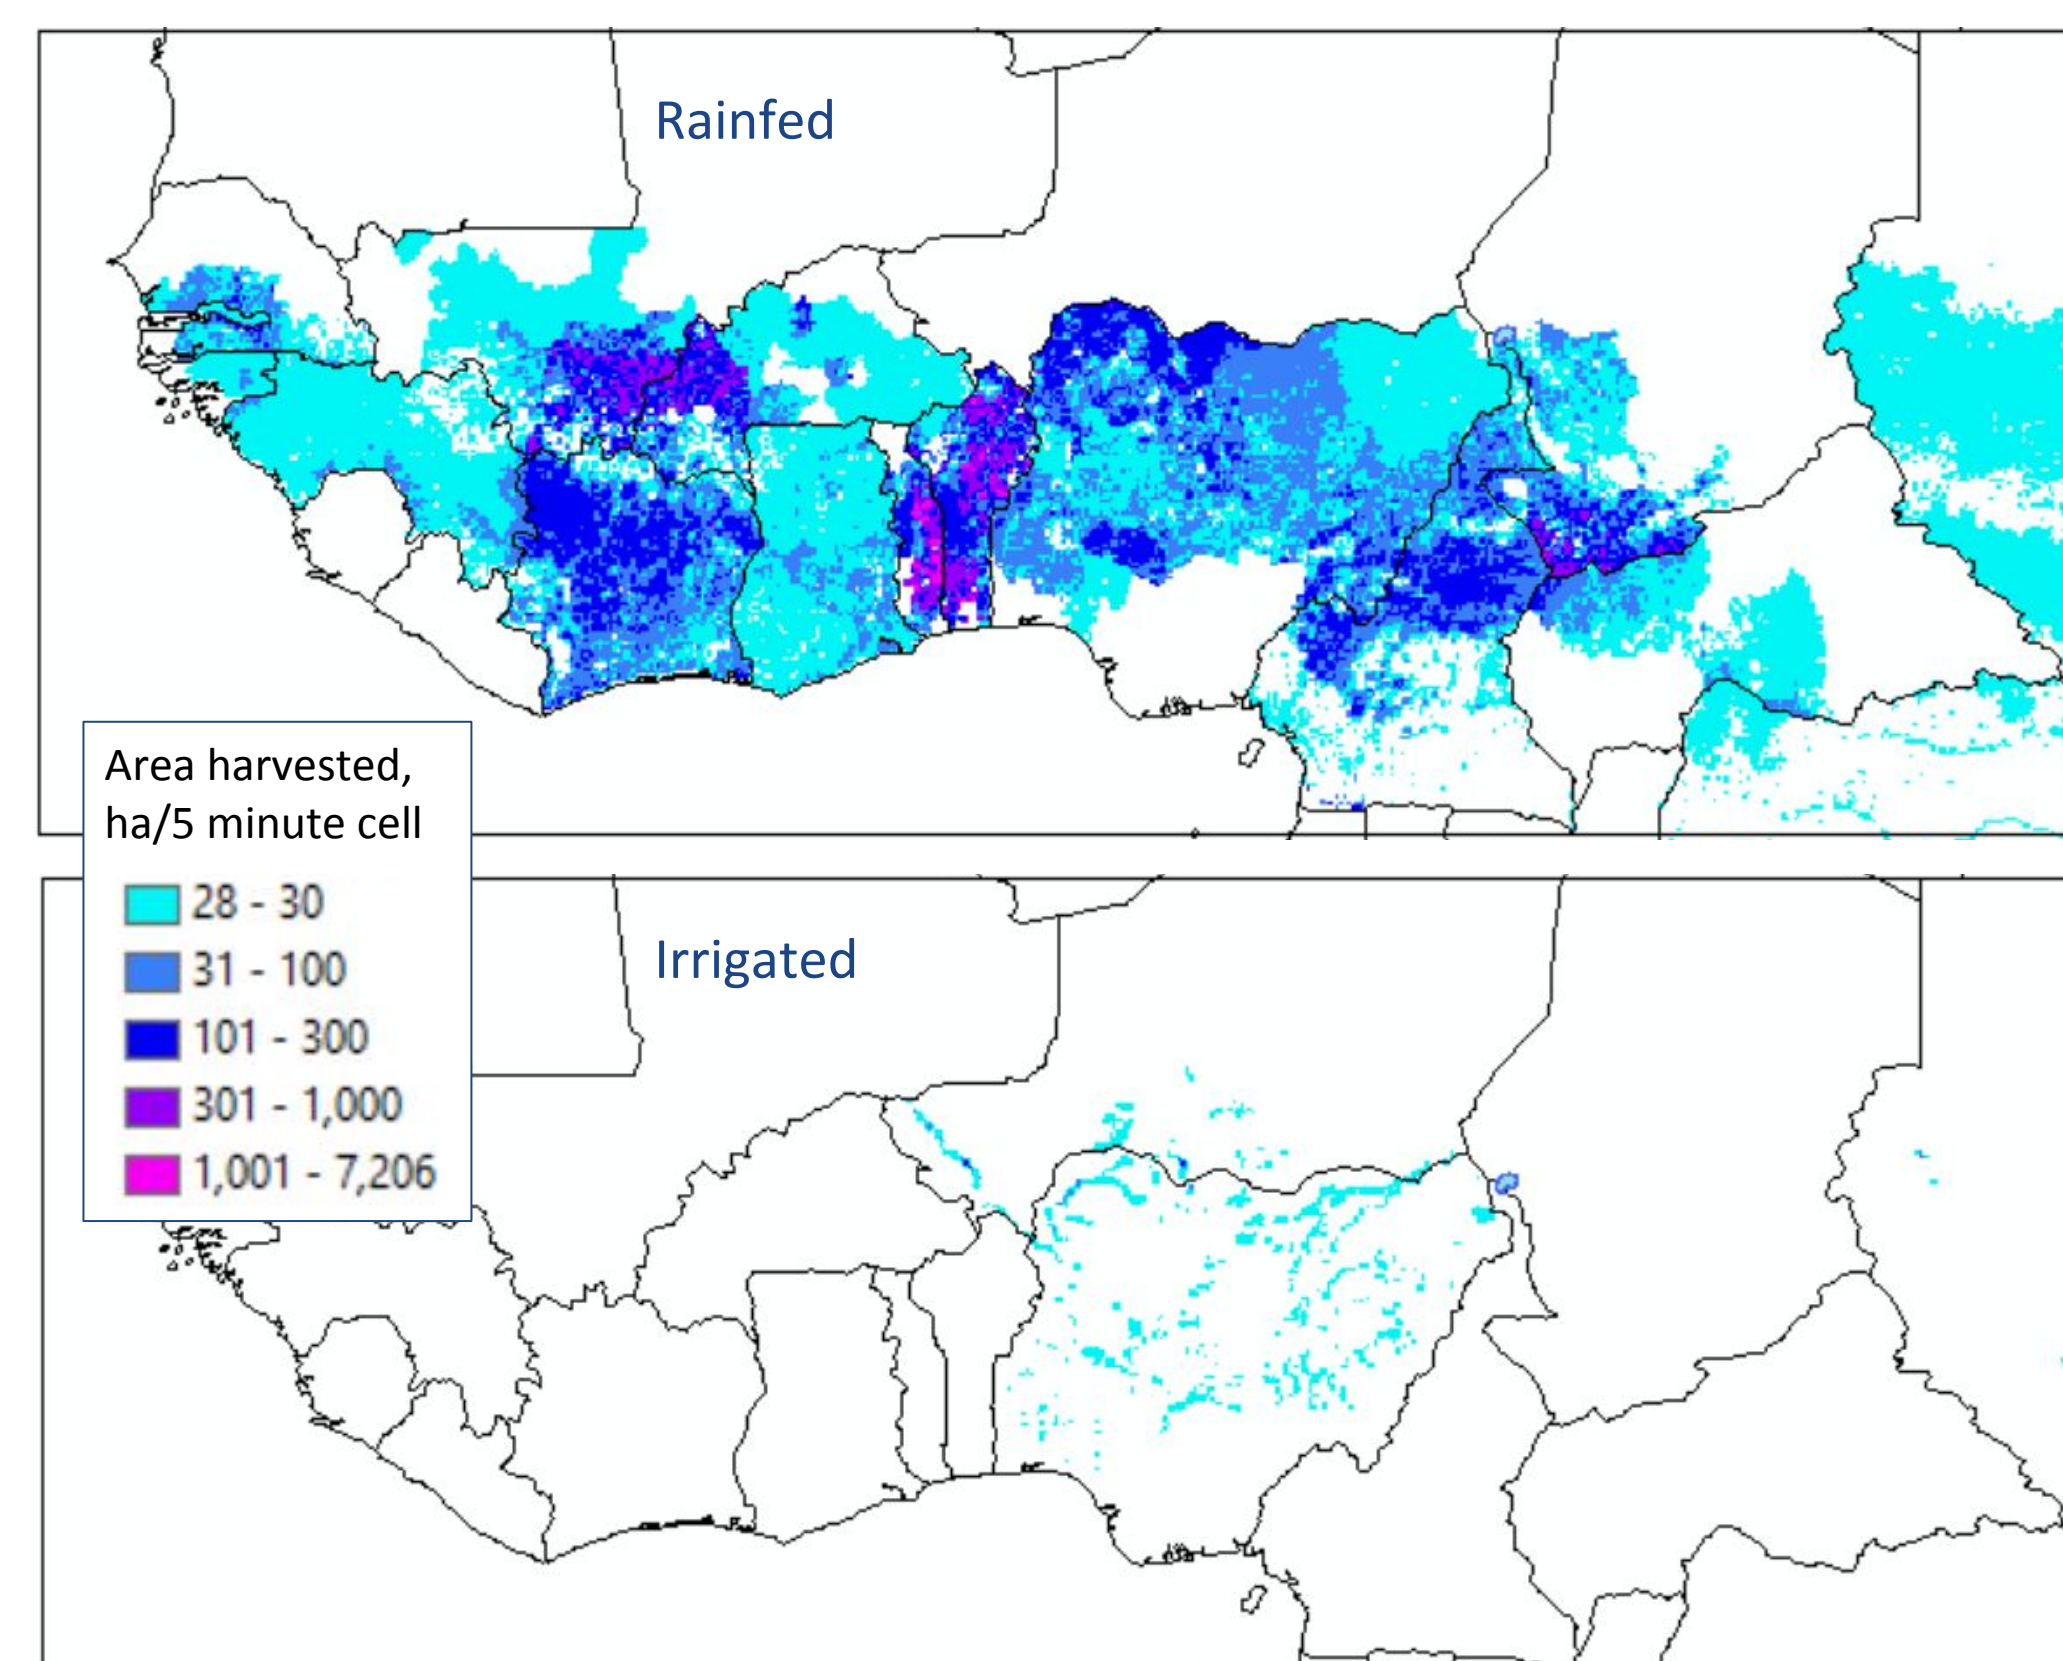 Rainfed
Area harvested,
ha/5 minute cell
28 - 30
31 - 100
101 - 300
301 - 1,000
1,001 - 7,206
Irrigated